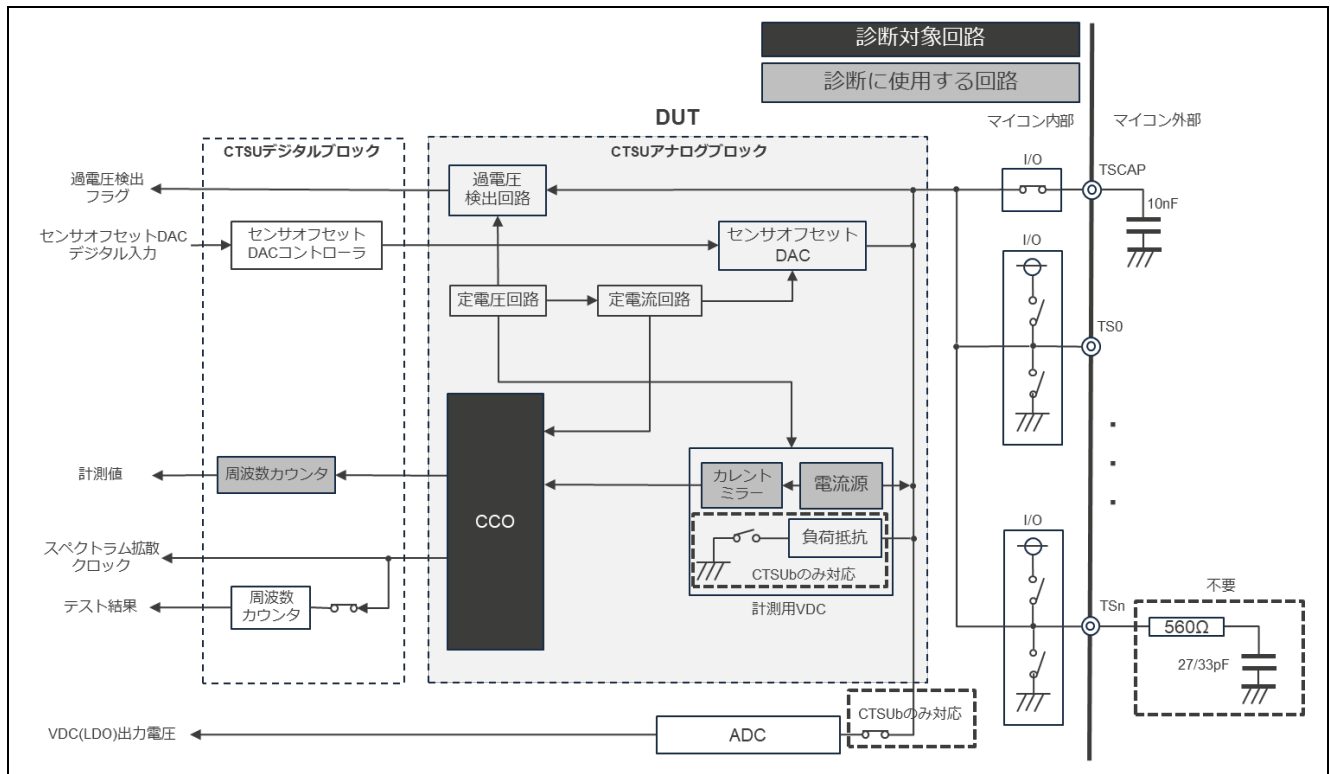 診断対象回路
診断に使用する回路
DUT
マイコン内部
マイコン外部
CTSUデジタルブロック
CTSUアナログブロック
I/O
TSCAP
10nF
過電圧検出
フラグ
過電圧
検出回路
センサオフセットDAC
デジタル入力
センサオフセット
DACコントローラ
センサオフセット
DAC
I/O
定電圧回路
定電流回路
TS0
計測値
周波数カウンタ
カレント
ミラー
電流源
CCO
負荷抵抗
CTSUbのみ対応
計測用VDC
I/O
スペクトラム拡散
クロック
テスト結果
周波数
カウンタ
TSn
不要
560Ω
27/33pF
CTSUbのみ対応
VDC(LDO)出力電圧
ADC